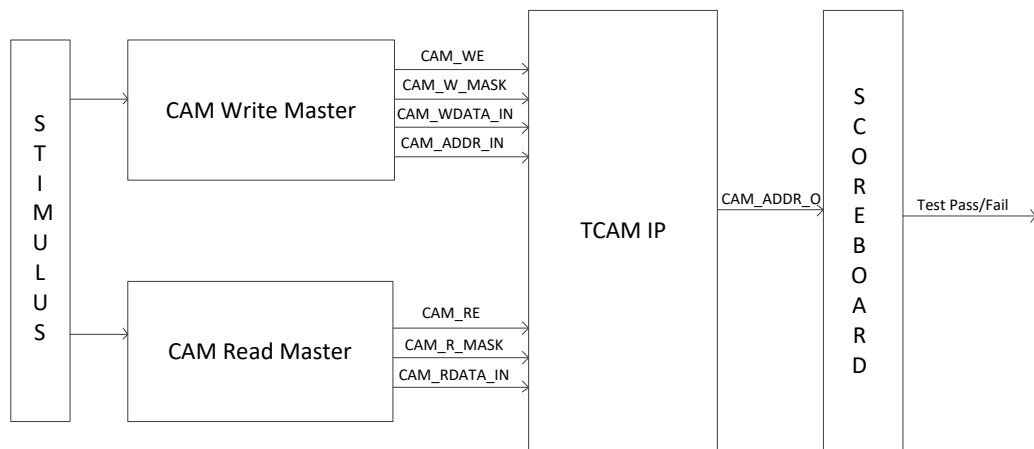 STIMULUS
CAM Write Master
CAM_WE
CAM_W_MASK
CAM_WDATA_IN
CAM_ADDR_IN
CAM Read Master
CAM_RE
CAM_R_MASK
CAM_RDATA_IN
TCAM IP
CAM_ADDR_O
SCOREBOARD
Test Pass/Fail